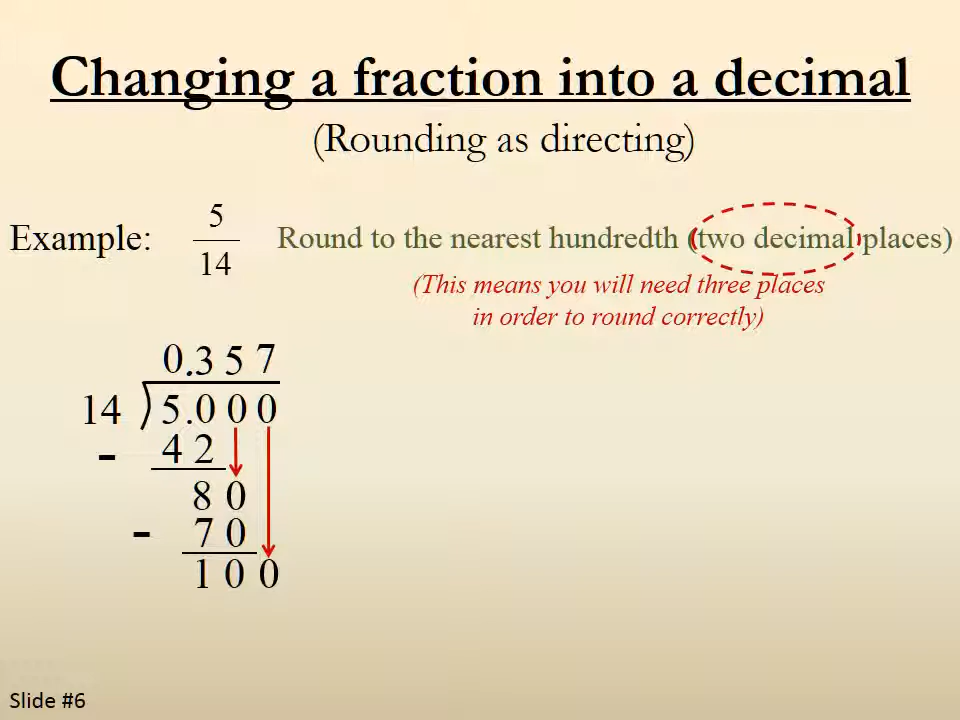 Changing a fraction into a decimal
(Rounding as directing)
Example: 5/14 Round to the nearest hundredth (two decimal places)
(This means you will need three places
in order to round correctly)
0.357
14 ) 5.000
- 42
80
- 70
100
Slide #6